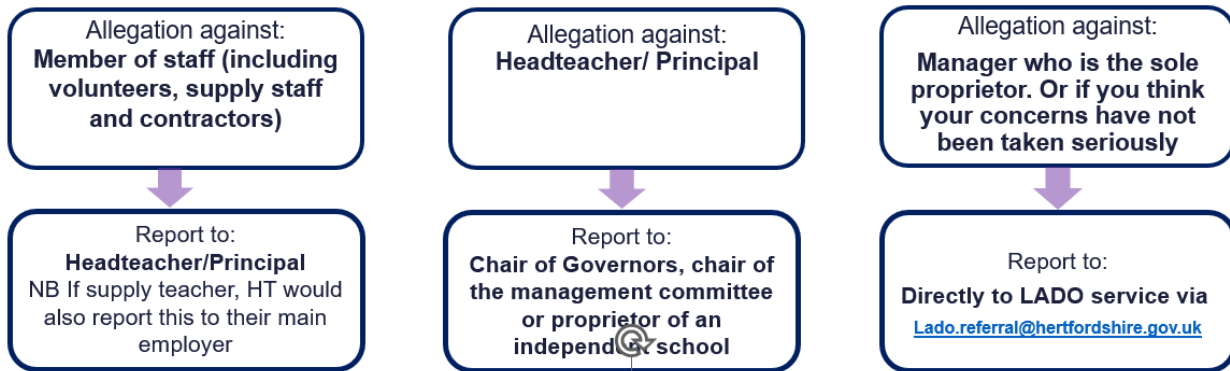 Allegation against:
Member of staff (including
volunteers, supply staff
and contractors)
Report to:
Headteacher/Principal
NB If supply teacher, HT would
also report this to their main
employer
Allegation against:
Headteacher/ Principal
Report to:
Chair of Governors, chair of
the management committee
or proprietor of an
independent school
Allegation against:
Manager who is the sole
proprietor. Or if you think
your concerns have not
been taken seriously
Report to:
Directly to LADO service via
Lado.referral@hertfordshire.gov.uk